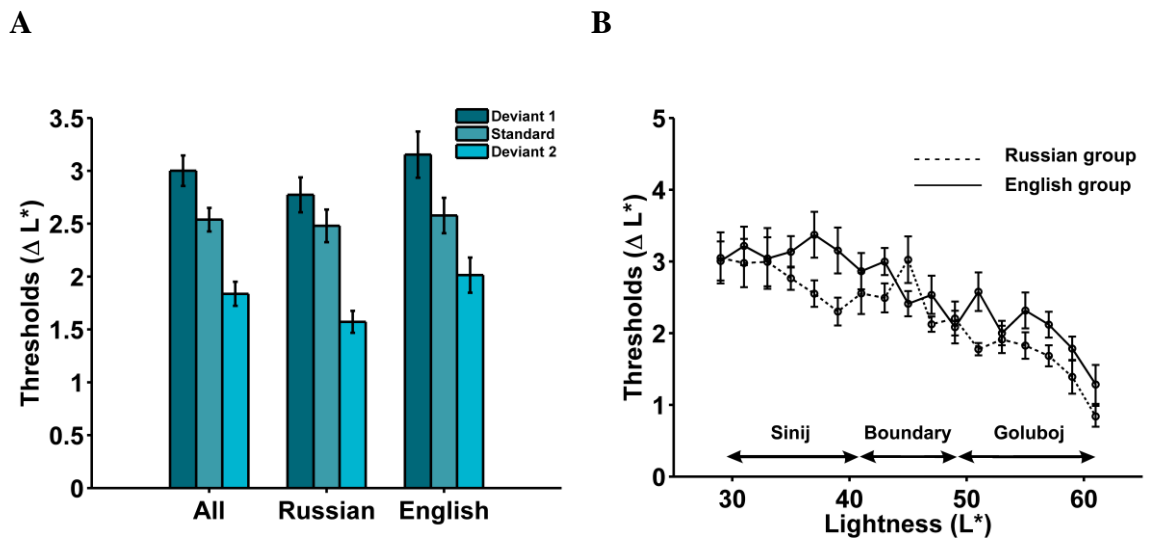 A
Thresholds (Δ L*)
3.5
3
2.5
2
1.5
1
0.5
0
Deviant 1
Standard
Deviant 2
All Russian English
B
Thresholds (Δ L*)
5
4
3
2
1
0
Russian group
English group
Sinij Boundary Goluboj
30 40 50 60
Lightness (L*)